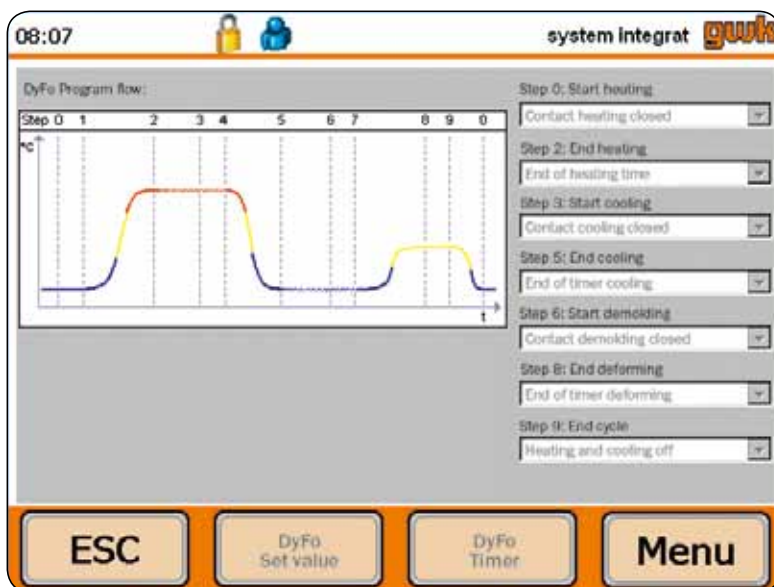 08:07
system integrat gwk
DyFo Program flow:
Step 0 1 2 3 4 5 6 7 8 9 0
°C
t
Step 0: Start heating
Contact heating closed
Step 2: End heating
End of heating time
Step 3: Start cooling
Contact cooling closed
Step 5: End cooling
End of timer cooling
Step 6: Start demolding
Contact demolding closed
Step 8: End deforming
End of timer deforming
Step 9: End cycle
Heating and cooling off
ESC
DyFo
Set value
DyFo
Timer
Menu